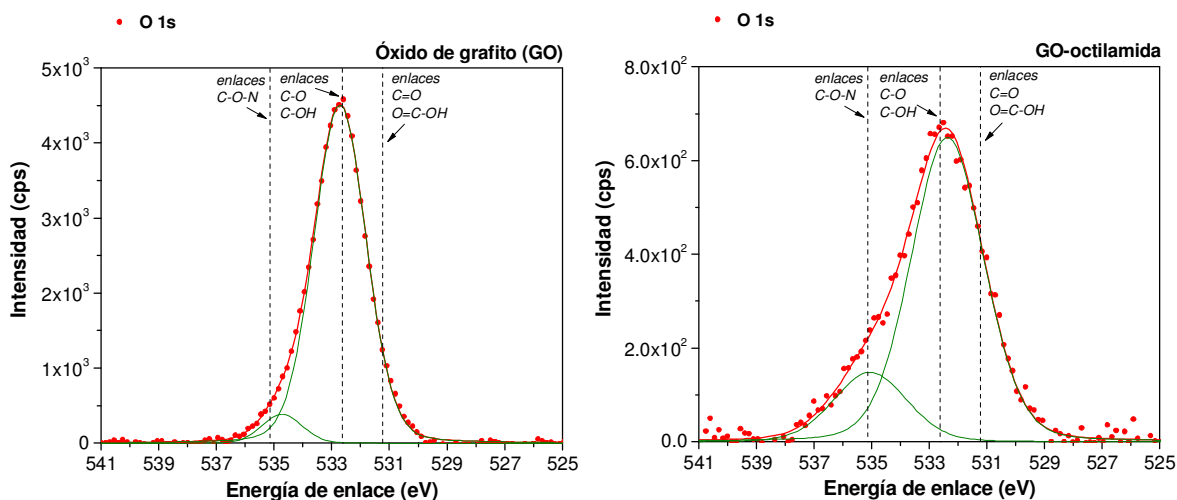 O 1s
Óxido de grafito (GO)
5x10³
4x10³
3x10³
2x10³
1x10³
0
enlaces
C-O-N
enlaces
C-O
C-OH
enlaces
C=O
O=C-OH
Intensidad (cps)
541 539 537 535 533 531 529 527 525
Energía de enlace (eV)
O 1s
GO-octilamida
8.0x10²
6.0x10²
4.0x10²
2.0x10²
0.0
enlaces
C-O-N
enlaces
C-O
C-OH
enlaces
C=O
O=C-OH
Intensidad (cps)
541 539 537 535 533 531 529 527 525
Energía de enlace (eV)